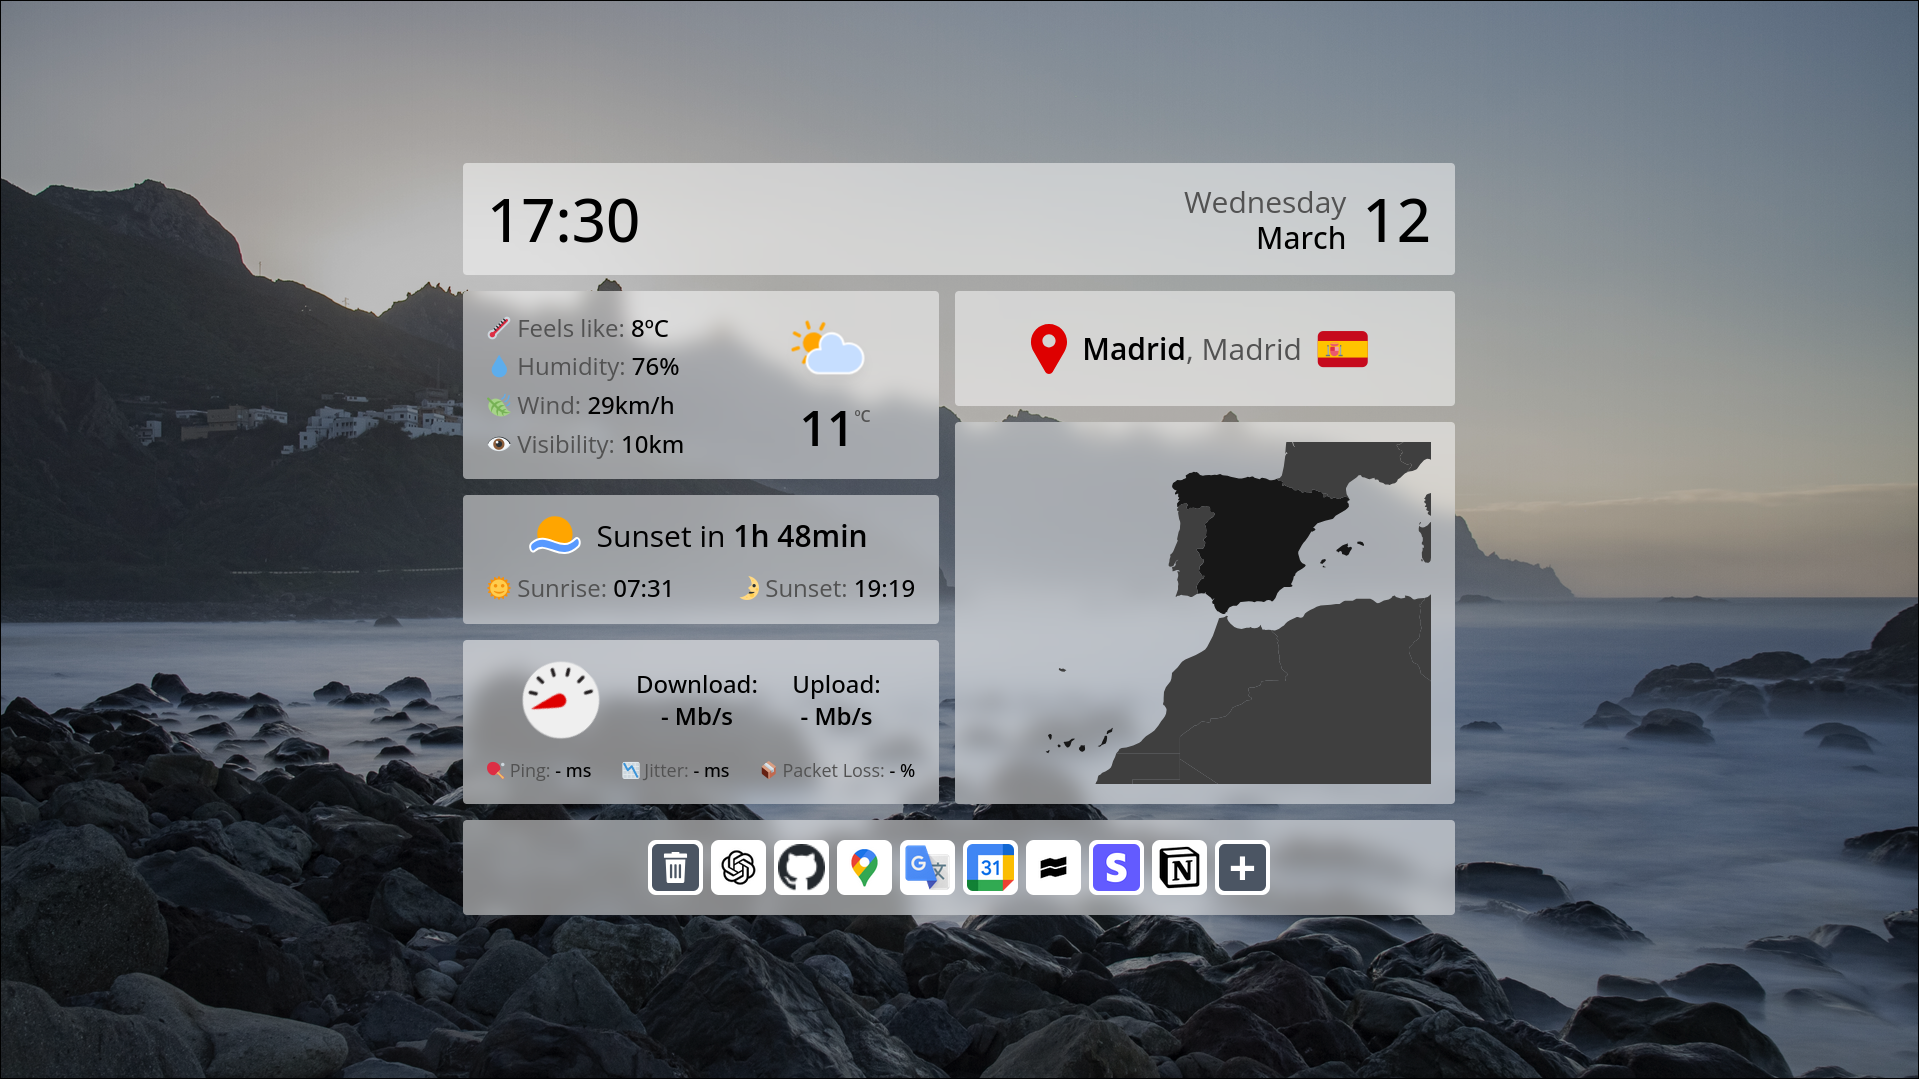 17:30
Wednesday
March
12
Feels like: 8ºC
Humidity: 76%
Wind: 29km/h
Visibility: 10km
11 ºC
Madrid, Madrid
Sunset in 1h 48min
Sunrise: 07:31
Sunset: 19:19
Download:
- Mb/s
Upload:
- Mb/s
Ping: - ms
Jitter: - ms
Packet Loss: - %
G 文
31
S
N